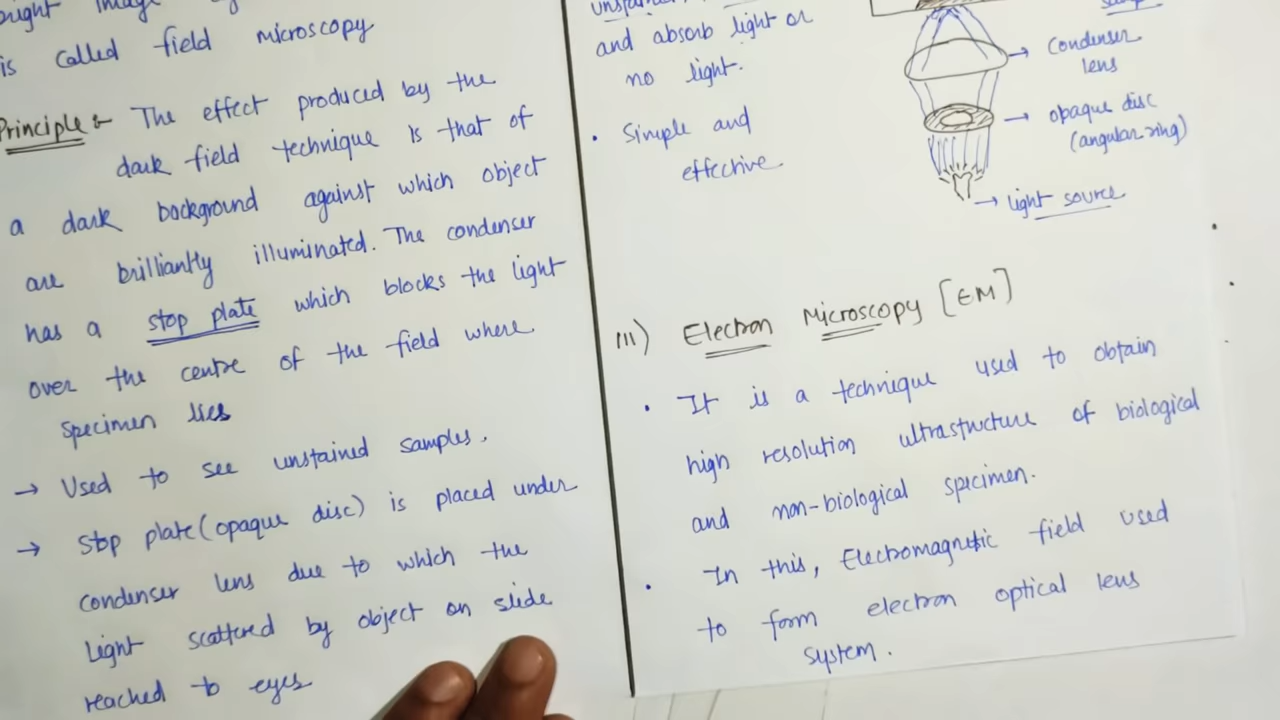 bright image
is called field microscopy
Principle :- The effect produced by the
dark field technique is that of
a dark background against which object
are brilliantly illuminated. The condenser
has a stop plate which blocks the light
over the centre of the field where
specimen lies
→ Used to see unstained samples.
→ Stop plate (opaque disc) is placed under
condenser lens due to which the
light scattered by object on slide
reached to eyes
and absorb light or
no light.
• Simple and
effective
→ Condenser
lens
→ opaque disc
(angular ring)
→ light source
III) Electron Microscopy [EM]
• It is a technique used to obtain
high resolution ultrastructure of biological
and non-biological specimen.
• In this, Electromagnetic field used
to form electron optical lens
system.